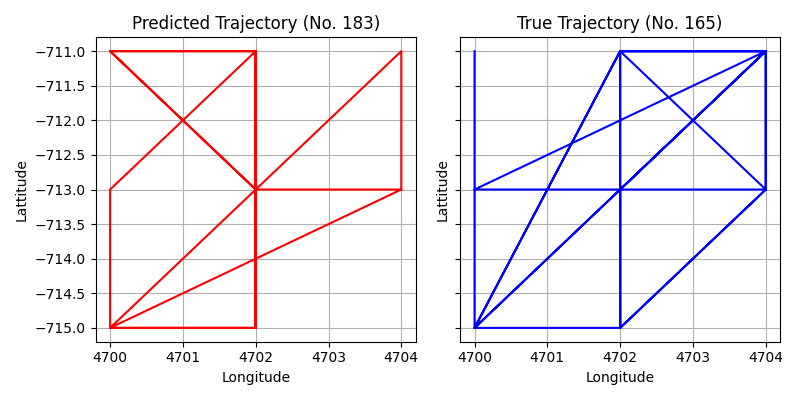 Predicted Trajectory (No. 183)
True Trajectory (No. 165)
−711.0
−711.5
−712.0
−712.5
−713.0
−713.5
−714.0
−714.5
−715.0
Lattitude
Lattitude
4700 4701 4702 4703 4704
4700 4701 4702 4703 4704
Longitude
Longitude